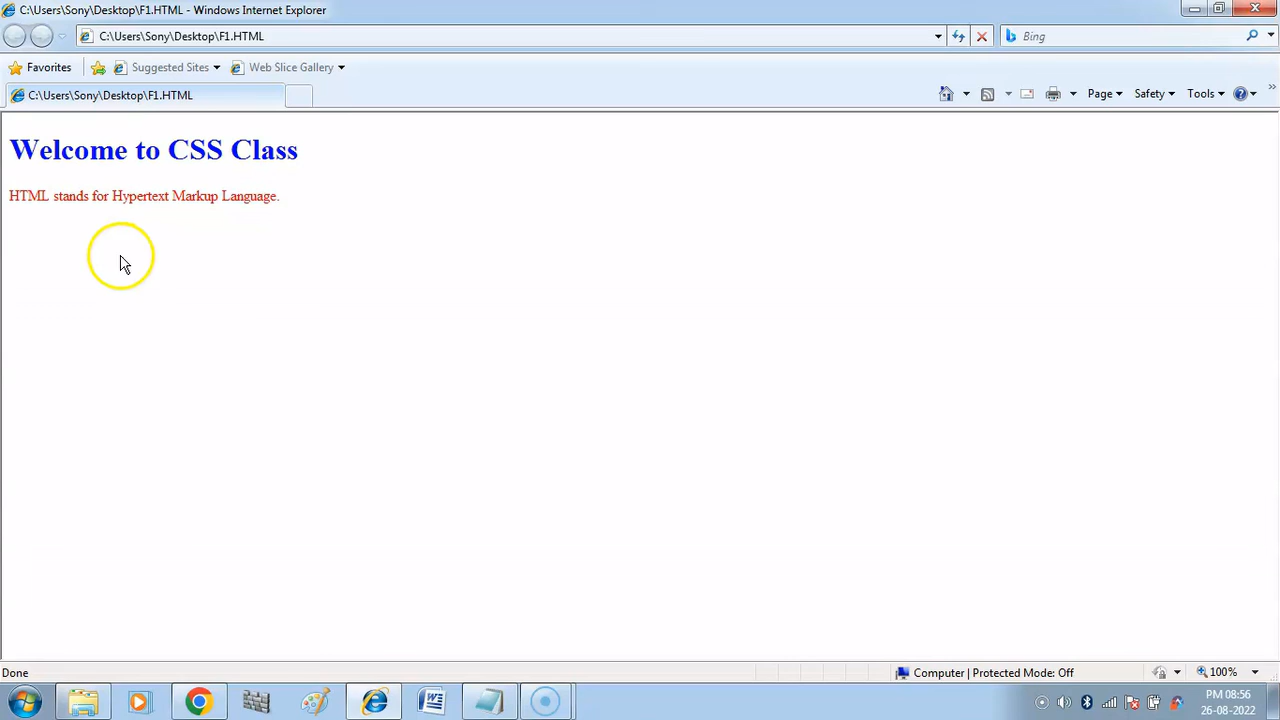 C:\Users\Sony\Desktop\F1.HTML - Windows Internet Explorer
C:\Users\Sony\Desktop\F1.HTML
Bing
Favorites
Suggested Sites
Web Slice Gallery
C:\Users\Sony\Desktop\F1.HTML
Page
Safety
Tools
Welcome to CSS Class
HTML stands for Hypertext Markup Language.
Done
Computer | Protected Mode: Off
100%
PM 08:56
26-08-2022